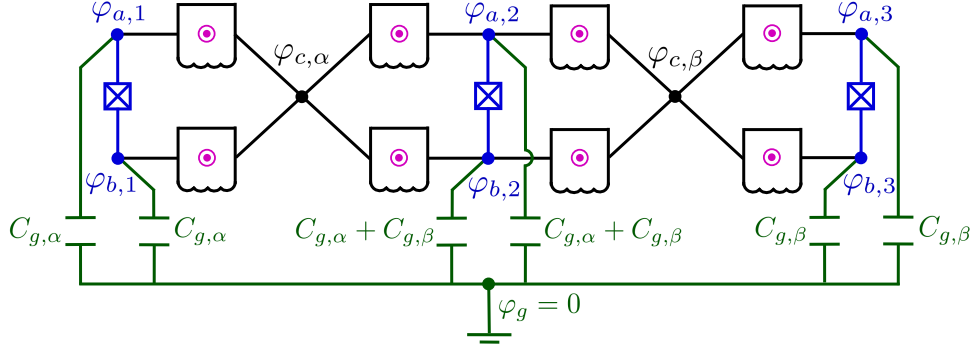 φ_{a,1} φ_{a,2} φ_{a,3}
φ_{c,α} φ_{c,β}
φ_{b,1} φ_{b,2} φ_{b,3}
C_{g,α} C_{g,α} C_{g,α} + C_{g,β} C_{g,α} + C_{g,β} C_{g,β} C_{g,β}
φ_g = 0